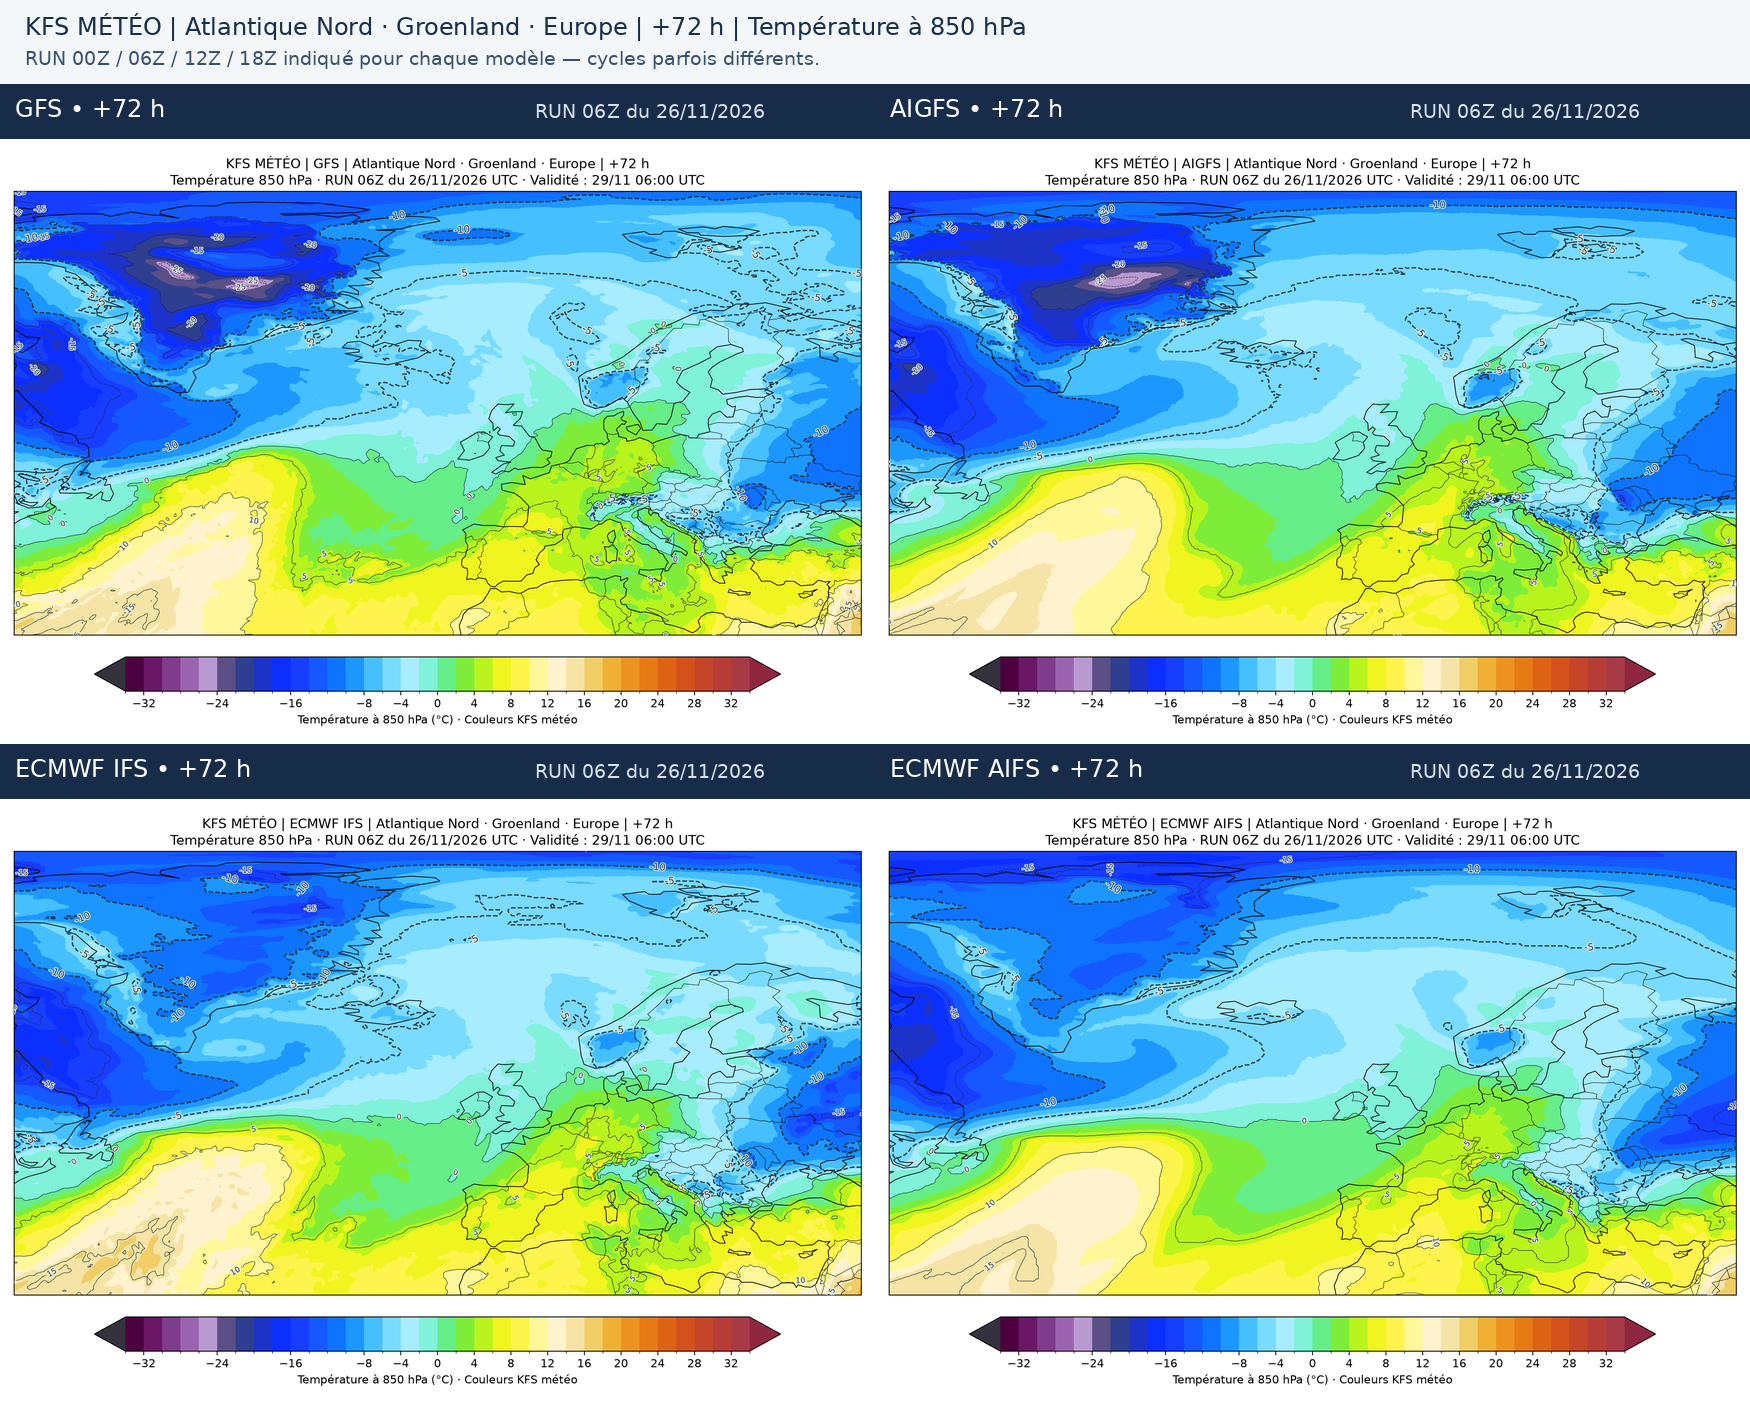 KFS MÉTÉO | Atlantique Nord · Groenland · Europe | +72 h | Température à 850 hPa
RUN 00Z / 06Z / 12Z / 18Z indiqué pour chaque modèle — cycles parfois différents.
GFS • +72 h RUN 06Z du 26/11/2026
KFS MÉTÉO | GFS | Atlantique Nord · Groenland · Europe | +72 h
Température 850 hPa · RUN 06Z du 26/11/2026 UTC · Validité : 29/11 06:00 UTC
−32 −24 −16 −8 −4 0 4 8 12 16 20 24 28 32
Température à 850 hPa (°C) · Couleurs KFS météo
AIGFS • +72 h RUN 06Z du 26/11/2026
KFS MÉTÉO | AIGFS | Atlantique Nord · Groenland · Europe | +72 h
Température 850 hPa · RUN 06Z du 26/11/2026 UTC · Validité : 29/11 06:00 UTC
−32 −24 −16 −8 −4 0 4 8 12 16 20 24 28 32
Température à 850 hPa (°C) · Couleurs KFS météo
ECMWF IFS • +72 h RUN 06Z du 26/11/2026
KFS MÉTÉO | ECMWF IFS | Atlantique Nord · Groenland · Europe | +72 h
Température 850 hPa · RUN 06Z du 26/11/2026 UTC · Validité : 29/11 06:00 UTC
−32 −24 −16 −8 −4 0 4 8 12 16 20 24 28 32
Température à 850 hPa (°C) · Couleurs KFS météo
ECMWF AIFS • +72 h RUN 06Z du 26/11/2026
KFS MÉTÉO | ECMWF AIFS | Atlantique Nord · Groenland · Europe | +72 h
Température 850 hPa · RUN 06Z du 26/11/2026 UTC · Validité : 29/11 06:00 UTC
−32 −24 −16 −8 −4 0 4 8 12 16 20 24 28 32
Température à 850 hPa (°C) · Couleurs KFS météo